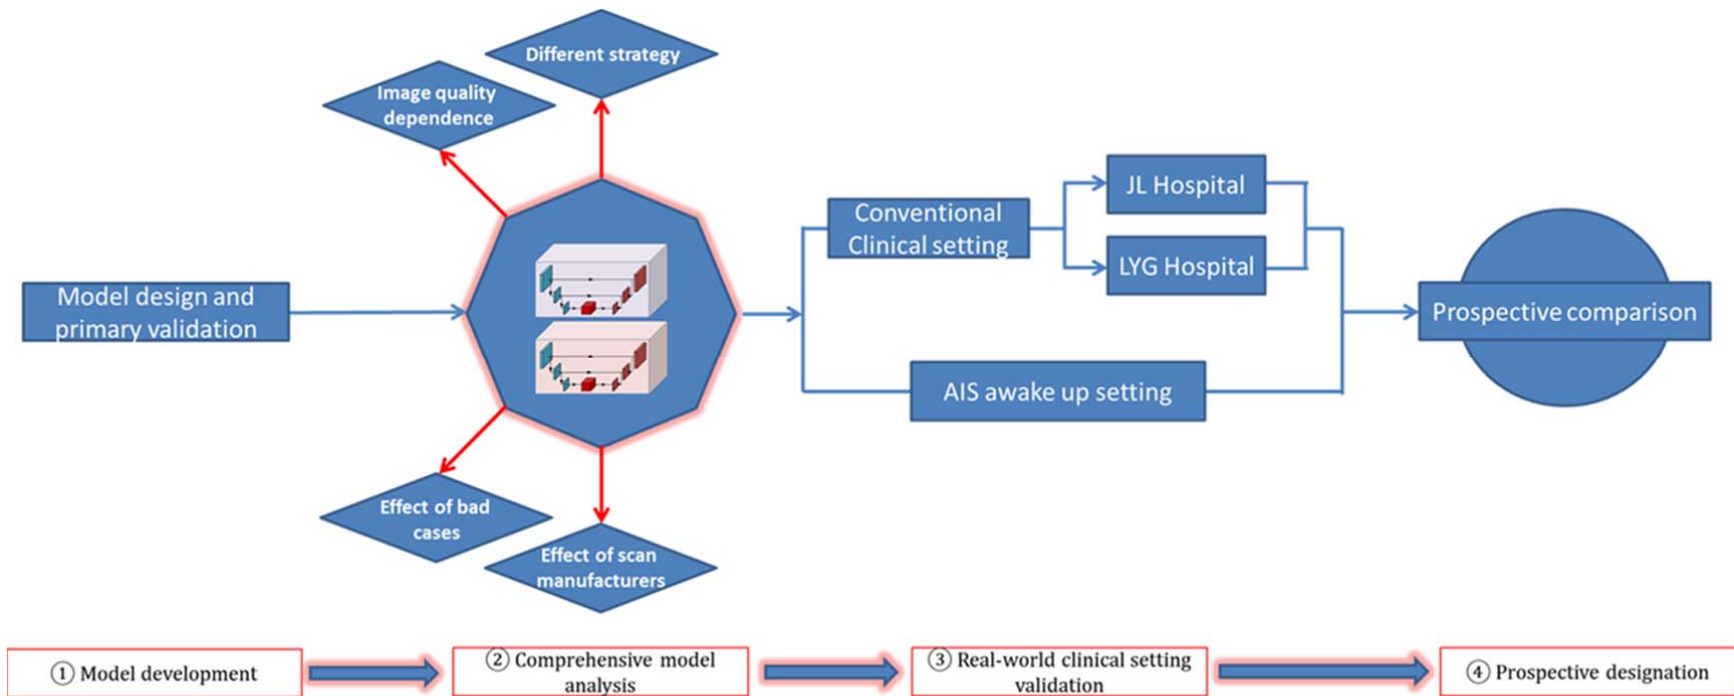 Different strategy
Image quality
dependence
Model design and
primary validation
Effect of bad
cases
Effect of scan
manufacturers
Conventional
Clinical setting
JL Hospital
LYG Hospital
AIS awake up setting
Prospective comparison
① Model development
② Comprehensive model
analysis
③ Real-world clinical setting
validation
④ Prospective designation